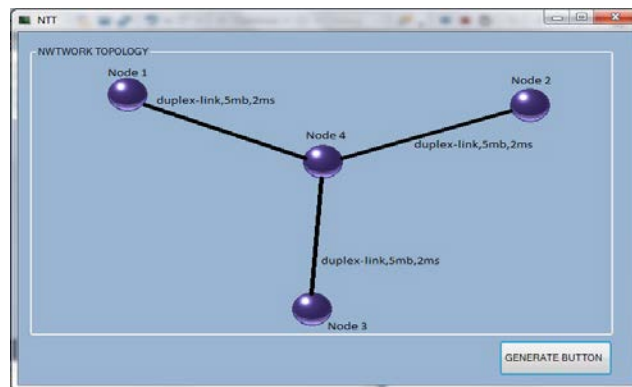 NTT
NWTWORK TOPOLOGY
Node 1
duplex-link,5mb,2ms
Node 2
Node 4
duplex-link,5mb,2ms
duplex-link,5mb,2ms
Node 3
GENERATE BUTTON